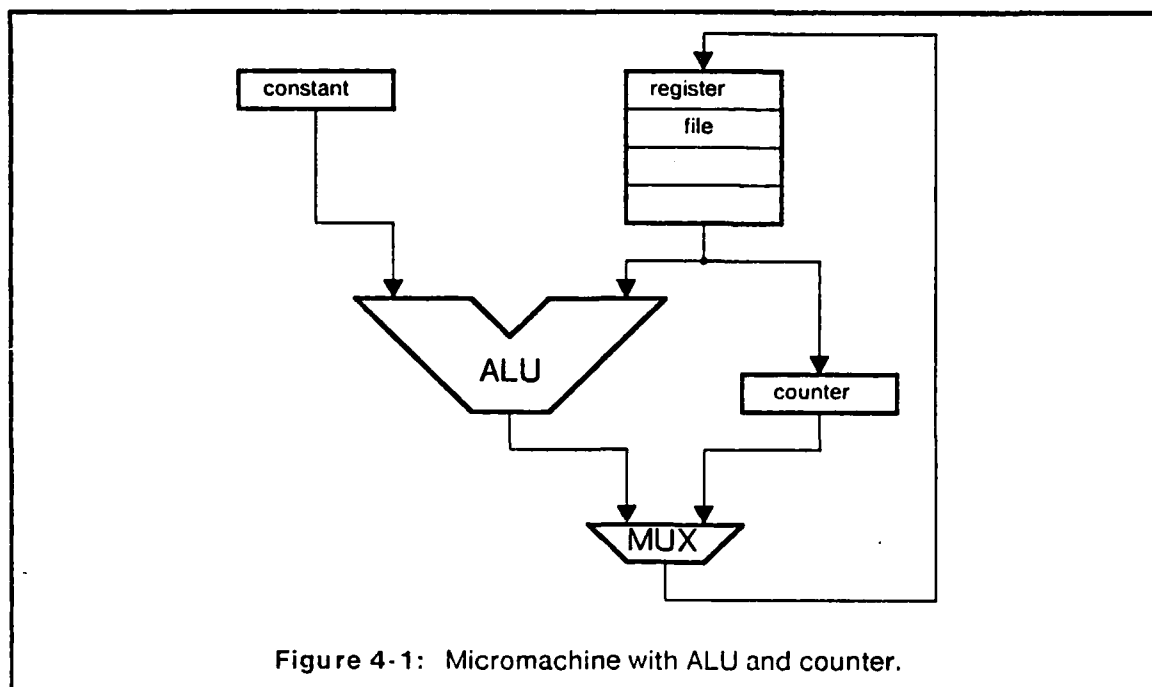 constant
register
file
ALU
counter
MUX
Figure 4-1: Micromachine with ALU and counter.